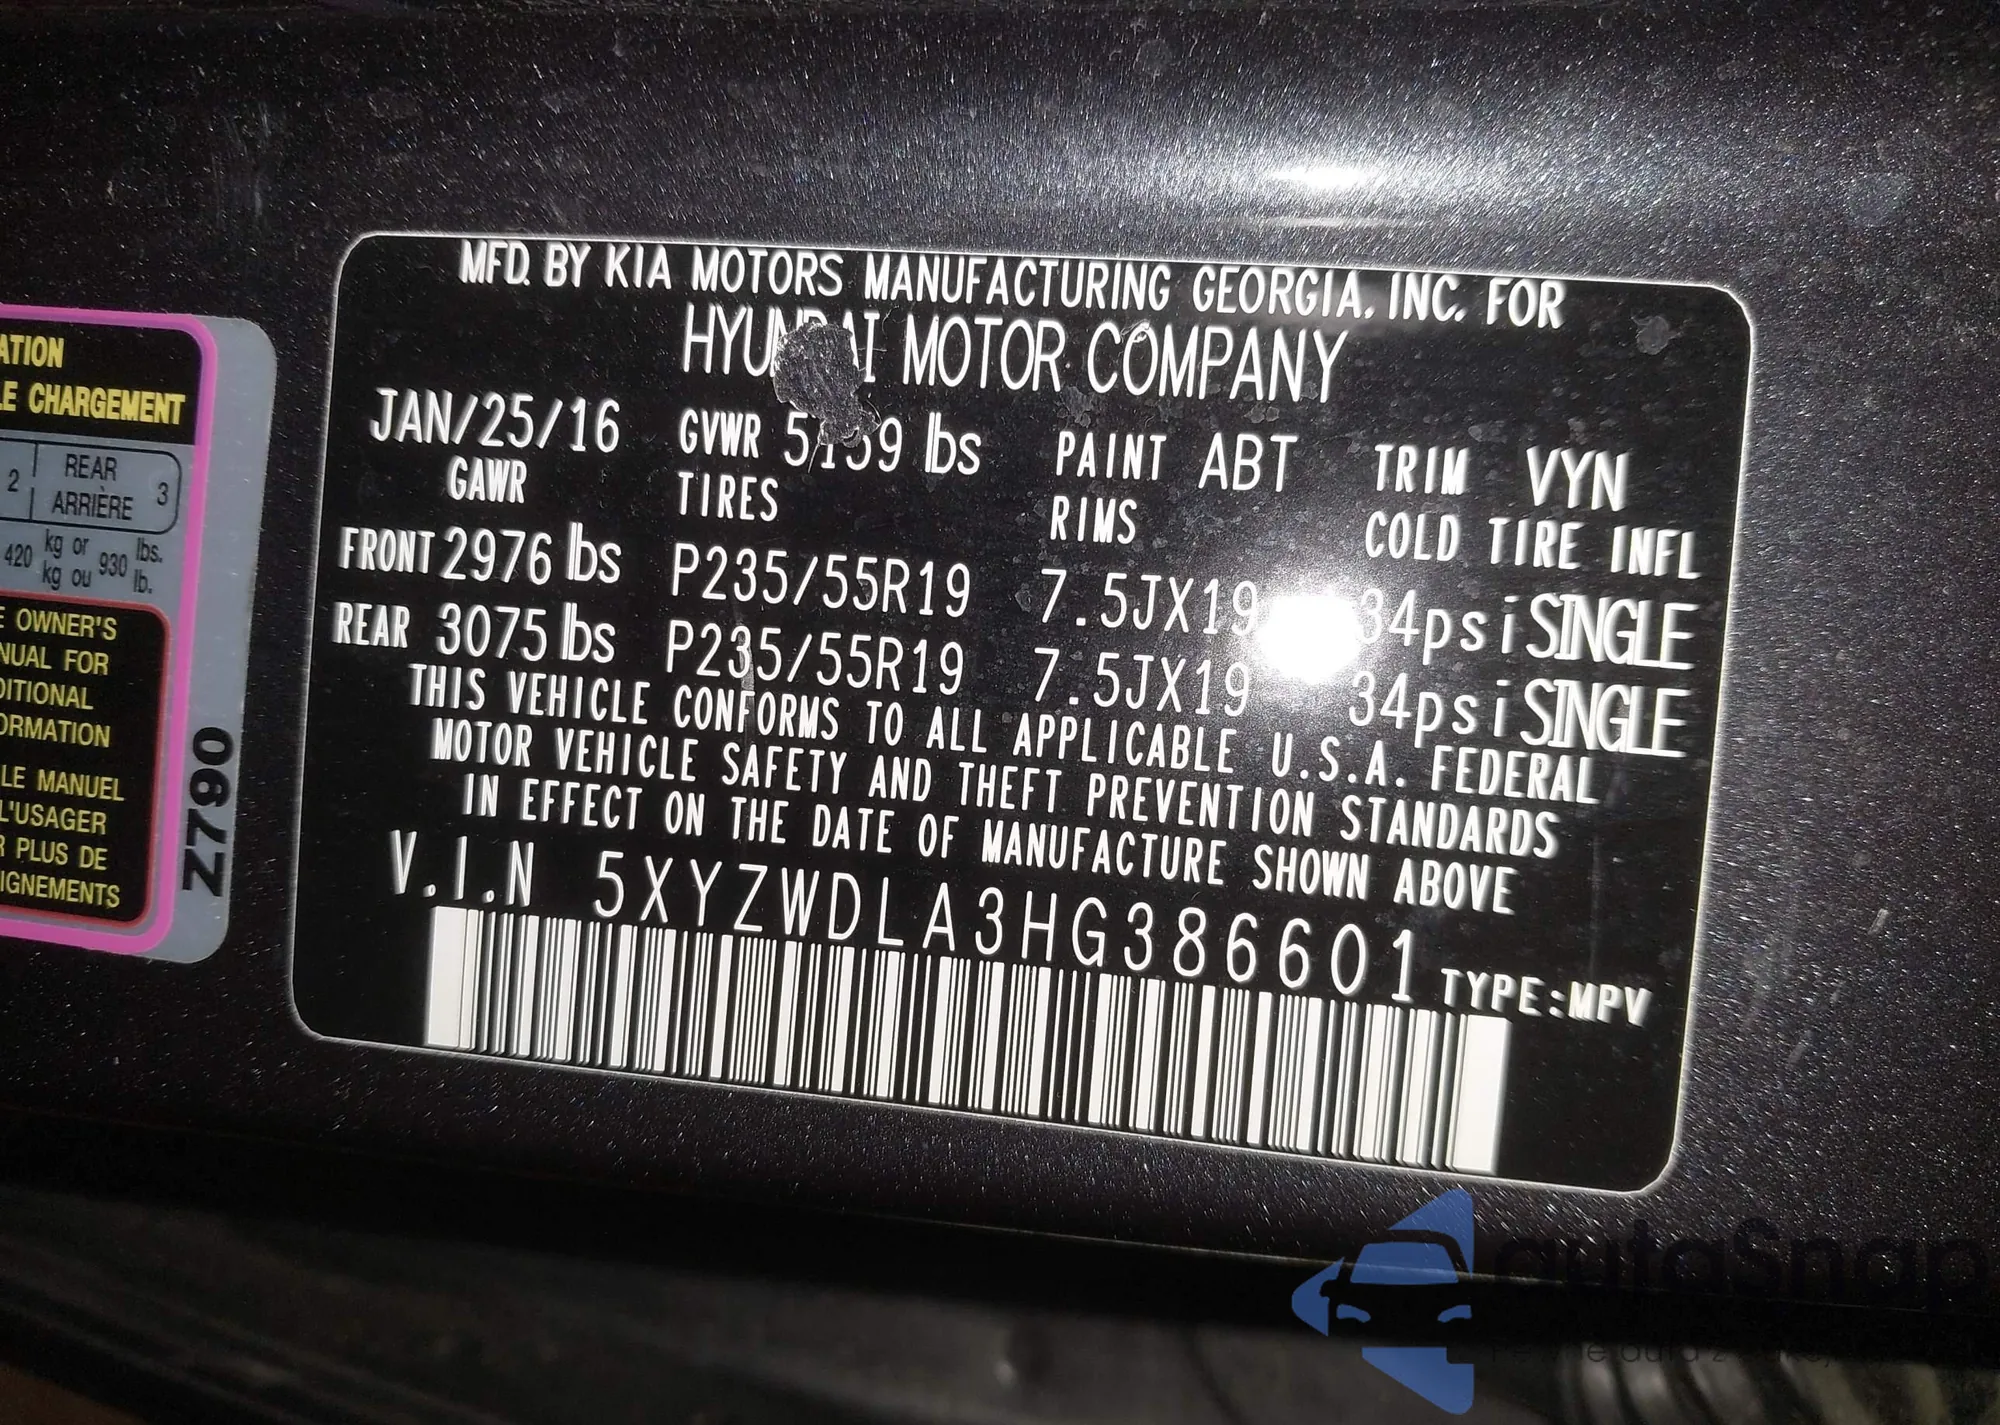 MFD. BY KIA MOTORS MANUFACTURING GEORGIA, INC. FOR
HYUNDAI MOTOR COMPANY
JAN/25/16 GVWR lbs PAINT ABT TRIM VYN
GAWR TIRES RIMS COLD TIRE INFL
FRONT 2976 lbs P235/55R19 7.5JX19 34psi SINGLE
REAR 3075 lbs P235/55R19 7.5JX19 34psi SINGLE
THIS VEHICLE CONFORMS TO ALL APPLICABLE U.S.A. FEDERAL
MOTOR VEHICLE SAFETY AND THEFT PREVENTION STANDARDS
IN EFFECT ON THE DATE OF MANUFACTURE SHOWN ABOVE
V.I.N 5XYZWDLA3HG386601 TYPE:MPV
ATION
LE CHARGEMENT
2 REAR 3
ARRIÈRE
420 kg or 930 lbs.
kg ou lb.
E OWNER'S
NUAL FOR
DITIONAL
ORMATION
LE MANUEL
L'USAGER
R PLUS DE
IGNEMENTS
Z790
autoSnap